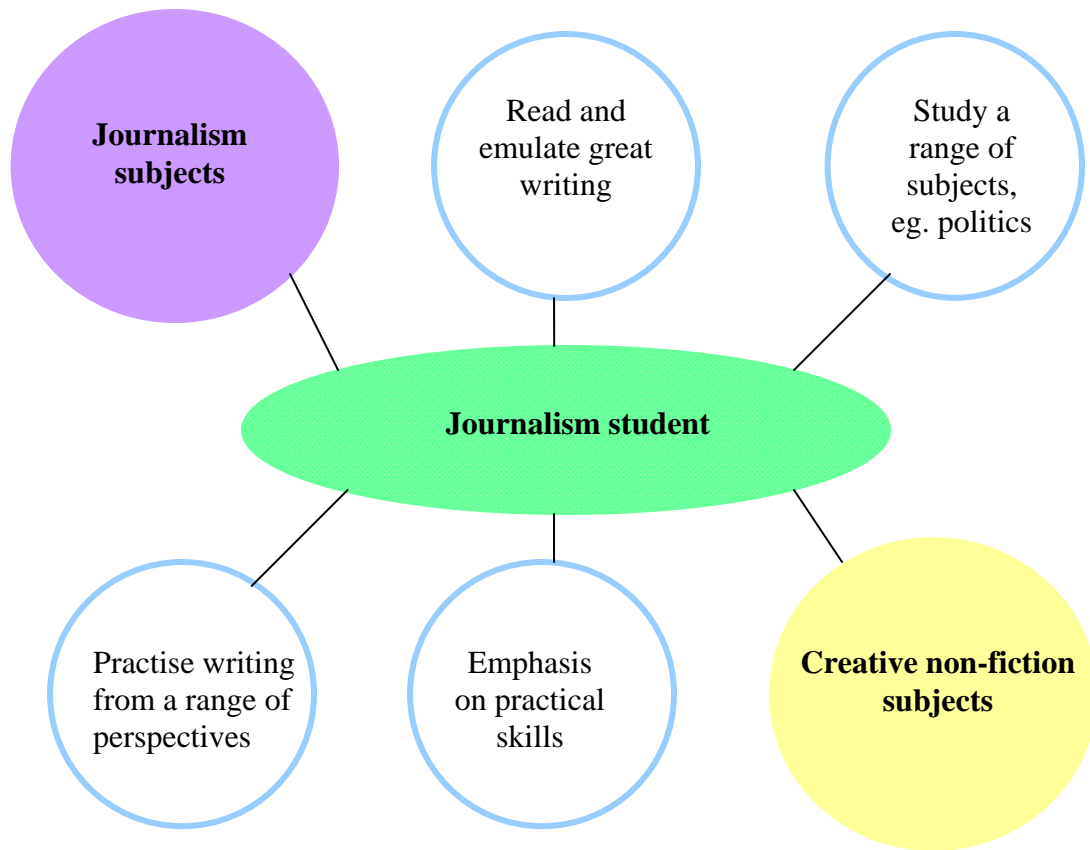 Journalism
subjects
Read and
emulate great
writing
Study a
range of
subjects,
eg. politics
Journalism student
Practise writing
from a range of
perspectives
Emphasis
on practical
skills
Creative non-fiction
subjects